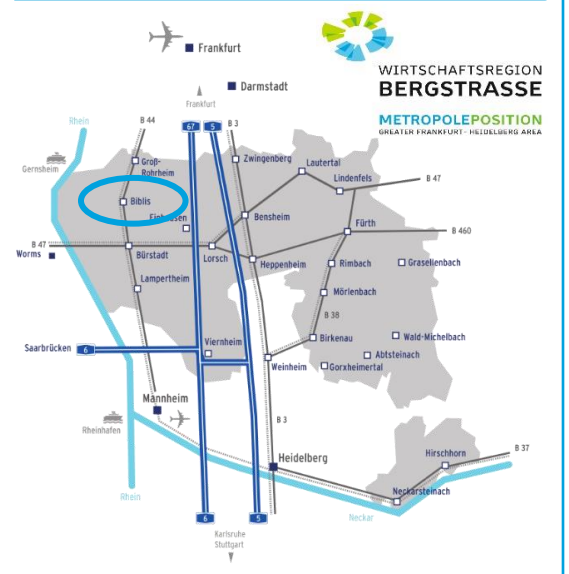 Frankfurt
WIRTSCHAFTSREGION
BERGSTRASSE
METROPOLEPOSITION
GREATER FRANKFURT- HEIDELBERG AREA
Darmstadt
Frankfurt
Rhein
B 44
67
5
B 3
Gernsheim
Groß-
Rohrheim
Zwingenberg
Lautertal
Lindenfels
B 47
Biblis
Einhausen
Bensheim
Fürth
B 460
B 47
Worms
Bürstadt
Lorsch
Heppenheim
Rimbach
Grasellenbach
Lampertheim
Mörlenbach
B 38
Saarbrücken
6
Viernheim
Birkenau
Wald-Michelbach
Abtsteinach
Weinheim
Gorxheimertal
Mannheim
Rheinhafen
B 3
Heidelberg
Hirschhorn
B 37
Rhein
Neckarsteinach
6
5
Neckar
Karlsruhe
Stuttgart